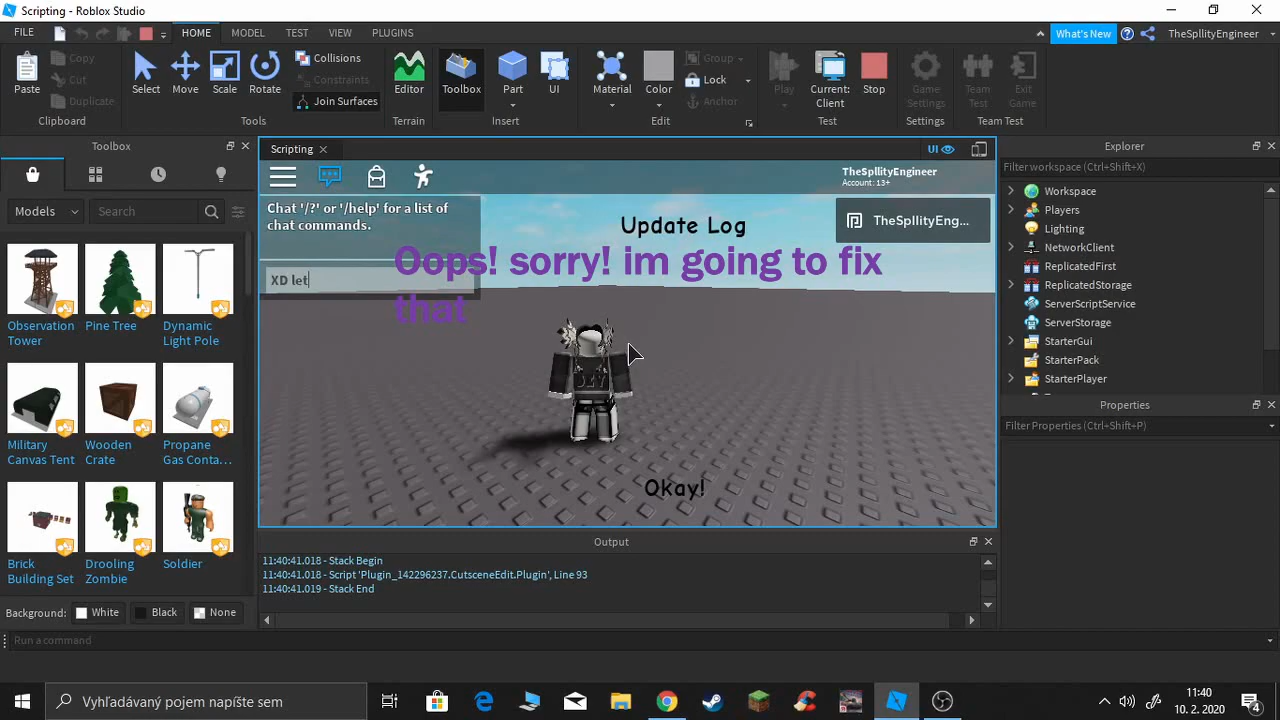 Scripting - Roblox Studio
FILE
HOME
MODEL
TEST
VIEW
PLUGINS
What's New
TheSpllityEngineer
Paste
Copy
Cut
Duplicate
Clipboard
Select
Move
Scale
Rotate
Tools
Collisions
Constraints
Join Surfaces
Editor
Terrain
Toolbox
Part
UI
Insert
Material
Color
Group
Lock
Anchor
Edit
Play
Current:
Client
Stop
Test
Game
Settings
Settings
Team
Test
Exit
Game
Team Test
Toolbox
Models
Search
Observation
Tower
Pine Tree
Dynamic
Light Pole
Military
Canvas Tent
Wooden
Crate
Propane
Gas Conta...
Brick
Building Set
Drooling
Zombie
Soldier
Background:
White
Black
None
Scripting
UI
TheSpllityEngineer
Account: 13+
Chat '/?' or '/help' for a list of
chat commands.
XD let
Update Log
TheSpllityEng...
Oops! sorry! im going to fix
that
DZY
Okay!
Output
11:40:41.018 - Stack Begin
11:40:41.018 - Script 'Plugin_142296237.CutsceneEdit.Plugin', Line 93
11:40:41.019 - Stack End
Explorer
Filter workspace (Ctrl+Shift+X)
Workspace
Players
Lighting
NetworkClient
ReplicatedFirst
ReplicatedStorage
ServerScriptService
ServerStorage
StarterGui
StarterPack
StarterPlayer
Properties
Filter Properties (Ctrl+Shift+P)
Run a command
Vyhľadávaný pojem napíšte sem
11:40
10. 2. 2020
4